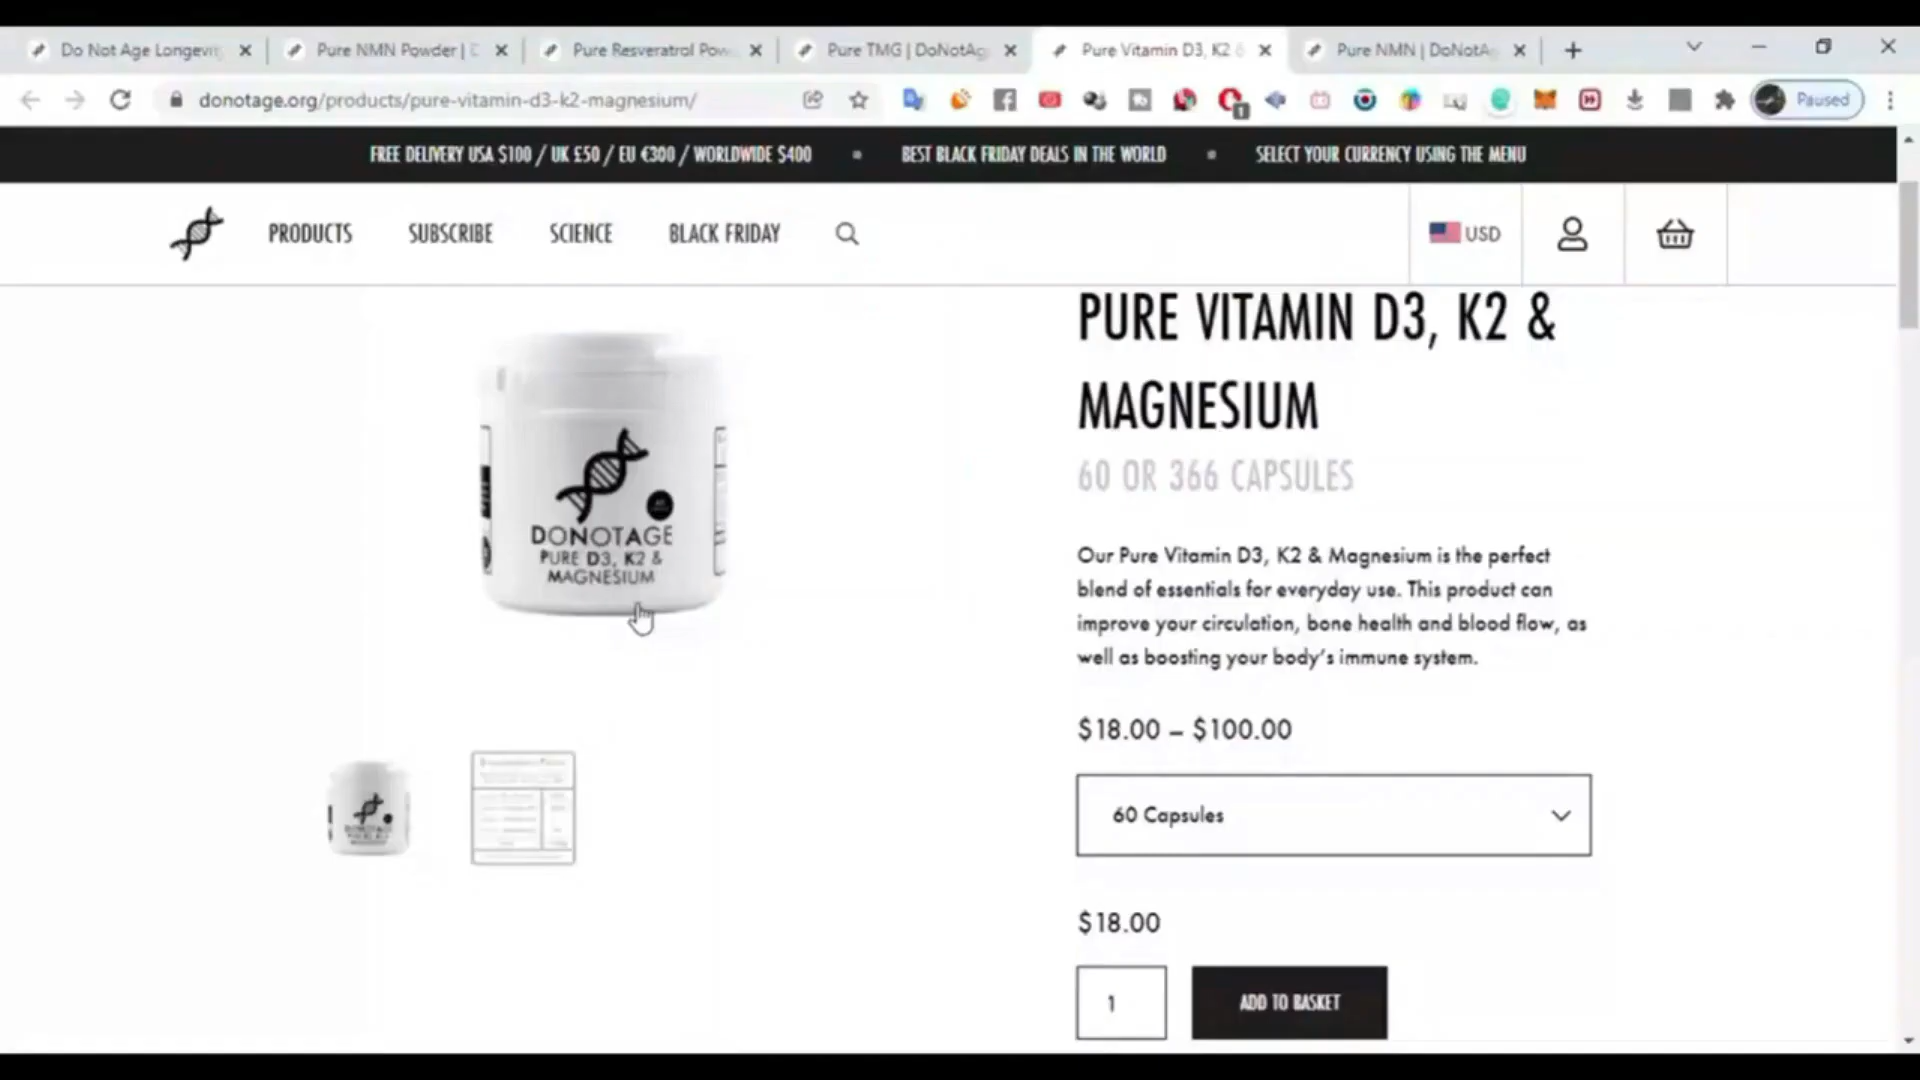 Do Not Age Longevit
Pure NMN Powder |
Pure Resveratrol Pow
Pure TMG | DoNotAg
Pure Vitamin D3, K2 &
Pure NMN | DoNotA
donotage.org/products/pure-vitamin-d3-k2-magnesium/
1
Paused
FREE DELIVERY USA $100 / UK £50 / EU €300 / WORLDWIDE $400
BEST BLACK FRIDAY DEALS IN THE WORLD
SELECT YOUR CURRENCY USING THE MENU
PRODUCTS
SUBSCRIBE
SCIENCE
BLACK FRIDAY
USD
DONOTAGE
PURE D3, K2 &
MAGNESIUM
PURE VITAMIN D3, K2 &
MAGNESIUM
60 OR 366 CAPSULES
Our Pure Vitamin D3, K2 & Magnesium is the perfect
blend of essentials for everyday use. This product can
improve your circulation, bone health and blood flow, as
well as boosting your body's immune system.
$18.00 – $100.00
60 Capsules
$18.00
1
ADD TO BASKET